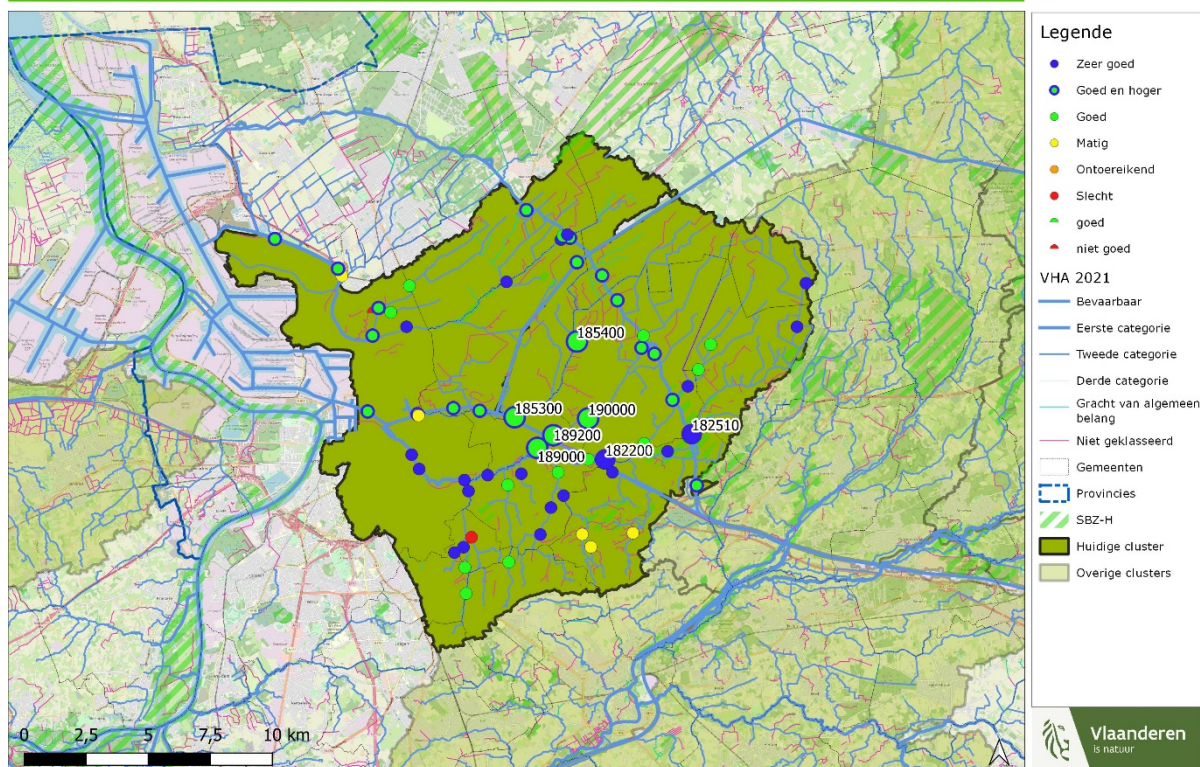 185400
185300
190000
182510
189200
182200
189000
0 2,5 5 7,5 10 km
Legende
Zeer goed
Goed en hoger
Goed
Matig
Ontoereikend
Slecht
goed
niet goed
VHA 2021
Bevaarbaar
Eerste categorie
Tweede categorie
Derde categorie
Gracht van algemeen
belang
Niet geklasseerd
Gemeenten
Provincies
SBZ-H
Huidige cluster
Overige clusters
Vlaanderen
is natuur